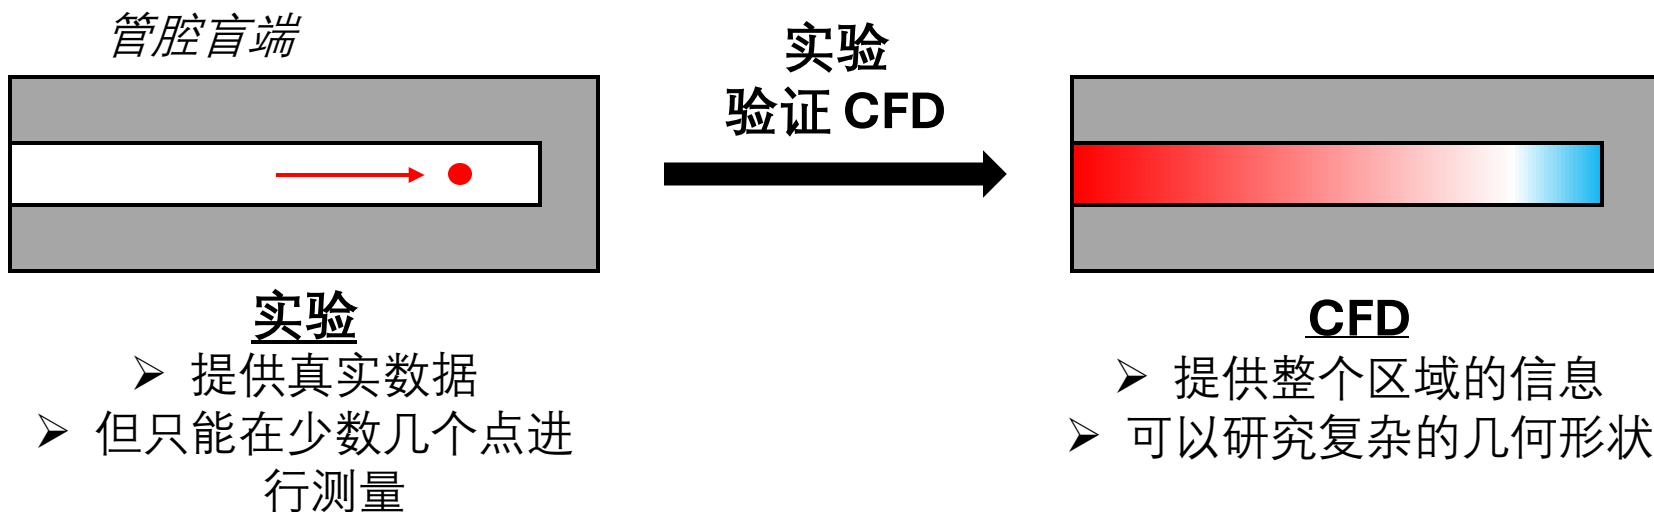 管腔盲端
实验
验证 CFD
实验
➢ 提供真实数据
➢ 但只能在少数几个点进
行测量
CFD
➢ 提供整个区域的信息
➢ 可以研究复杂的几何形状